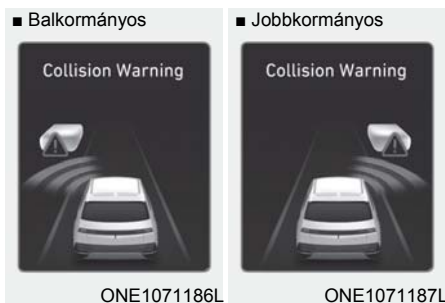 ■ Balkormányos
■ Jobbkormányos
Collision Warning
Collision Warning
ONE1071186L
ONE1071187L